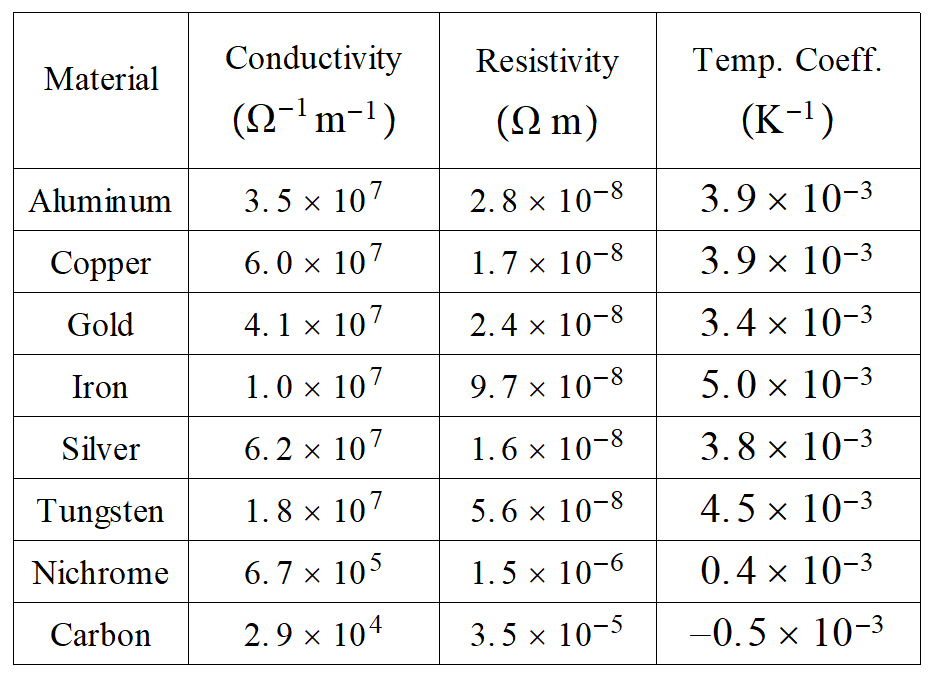 Material Conductivity (Ω⁻¹ m⁻¹) Resistivity (Ω m) Temp. Coeff. (K⁻¹)
Aluminum 3.5 × 10⁷ 2.8 × 10⁻⁸ 3.9 × 10⁻³
Copper 6.0 × 10⁷ 1.7 × 10⁻⁸ 3.9 × 10⁻³
Gold 4.1 × 10⁷ 2.4 × 10⁻⁸ 3.4 × 10⁻³
Iron 1.0 × 10⁷ 9.7 × 10⁻⁸ 5.0 × 10⁻³
Silver 6.2 × 10⁷ 1.6 × 10⁻⁸ 3.8 × 10⁻³
Tungsten 1.8 × 10⁷ 5.6 × 10⁻⁸ 4.5 × 10⁻³
Nichrome 6.7 × 10⁵ 1.5 × 10⁻⁶ 0.4 × 10⁻³
Carbon 2.9 × 10⁴ 3.5 × 10⁻⁵ –0.5 × 10⁻³